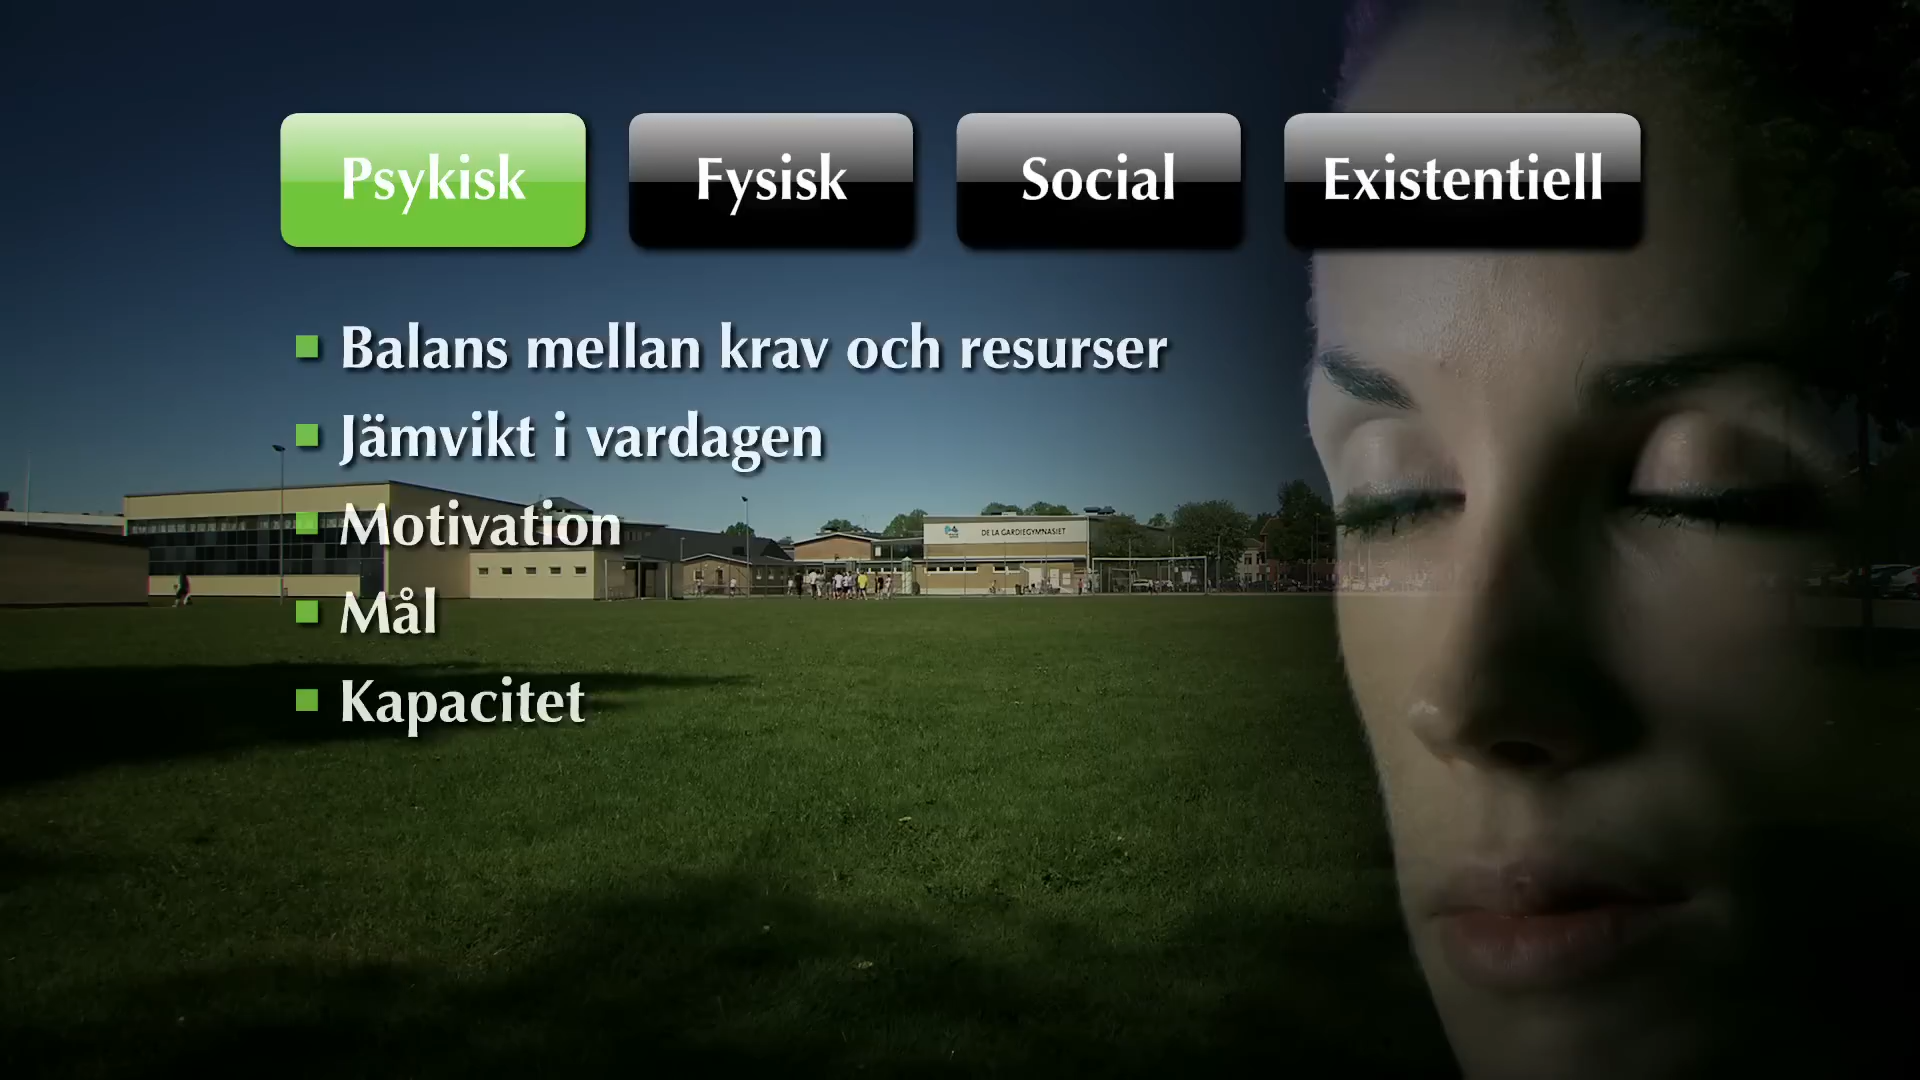 Psykisk Fysisk Social Existentiell
Balans mellan krav och resurser
Jämvikt i vardagen
Motivation
DE LA GARDIEGYMNASIET
Mål
Kapacitet